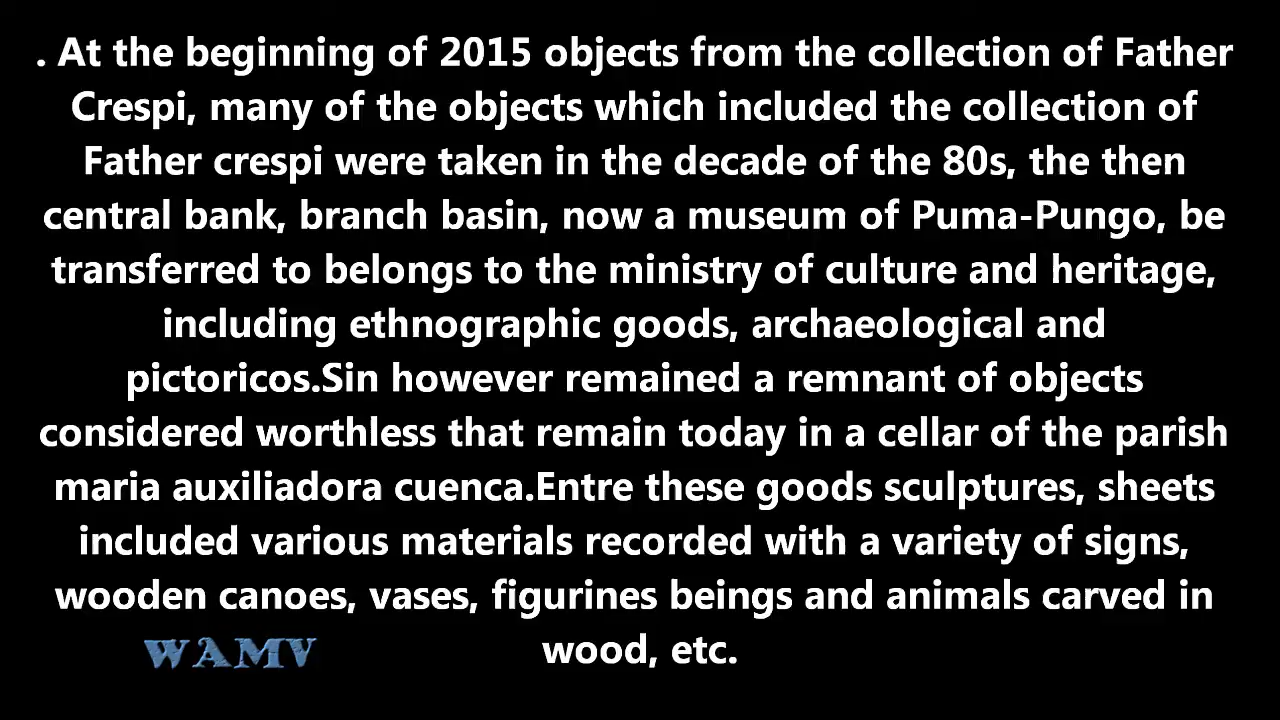 . At the beginning of 2015 objects from the collection of Father
Crespi, many of the objects which included the collection of
Father crespi were taken in the decade of the 80s, the then
central bank, branch basin, now a museum of Puma-Pungo, be
transferred to belongs to the ministry of culture and heritage,
including ethnographic goods, archaeological and
pictoricos.Sin however remained a remnant of objects
considered worthless that remain today in a cellar of the parish
maria auxiliadora cuenca.Entre these goods sculptures, sheets
included various materials recorded with a variety of signs,
wooden canoes, vases, figurines beings and animals carved in
wood, etc.
WAMV